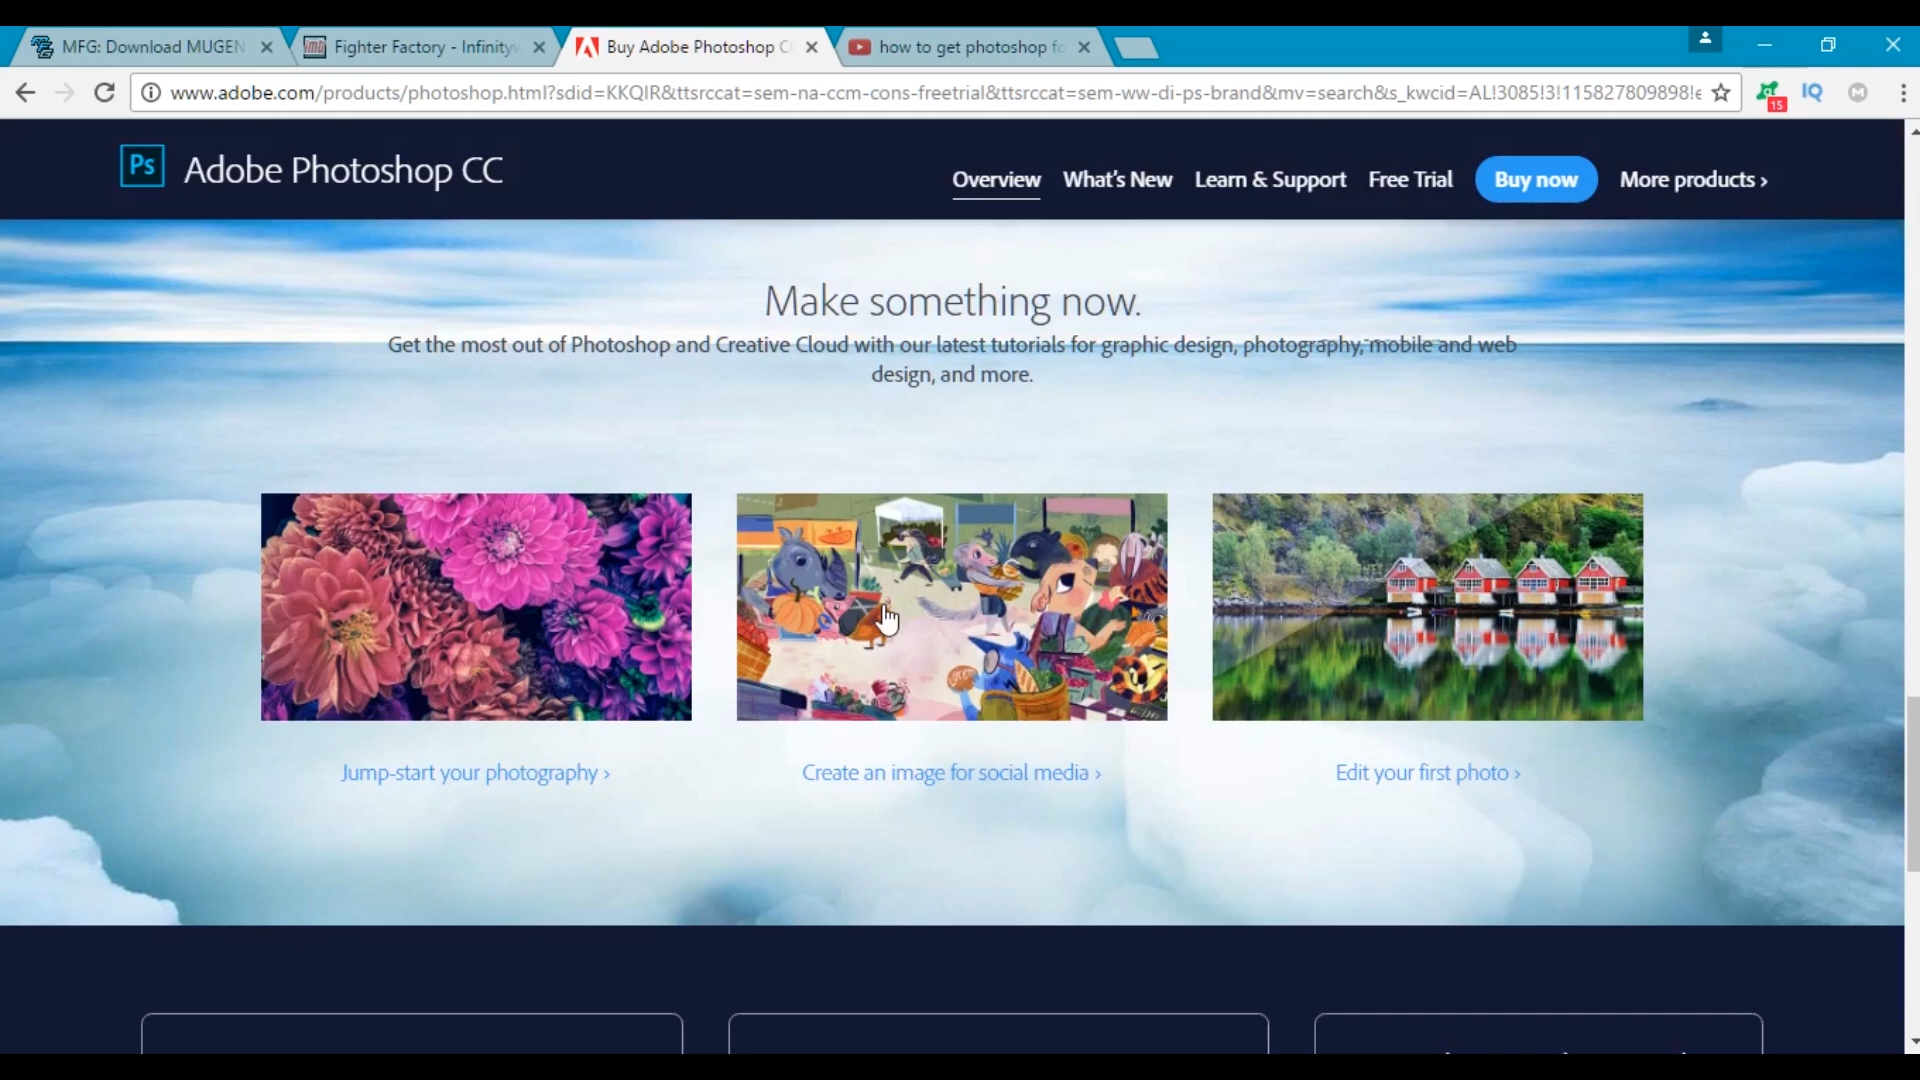 MFG: Download MUGEN
Fighter Factory - Infinity
Buy Adobe Photoshop C
how to get photoshop fo
www.adobe.com/products/photoshop.html?sdid=KKQIR&ttsrccat=sem-na-ccm-cons-freetrial&ttsrccat=sem-ww-di-ps-brand&mv=search&s_kwcid=AL!3085!3!115827809898!e
15
IQ
M
Ps
Adobe Photoshop CC
Overview
What's New
Learn & Support
Free Trial
Buy now
More products ›
Make something now.
Get the most out of Photoshop and Creative Cloud with our latest tutorials for graphic design, photography, mobile and web
design, and more.
Jump-start your photography ›
Create an image for social media ›
Edit your first photo ›